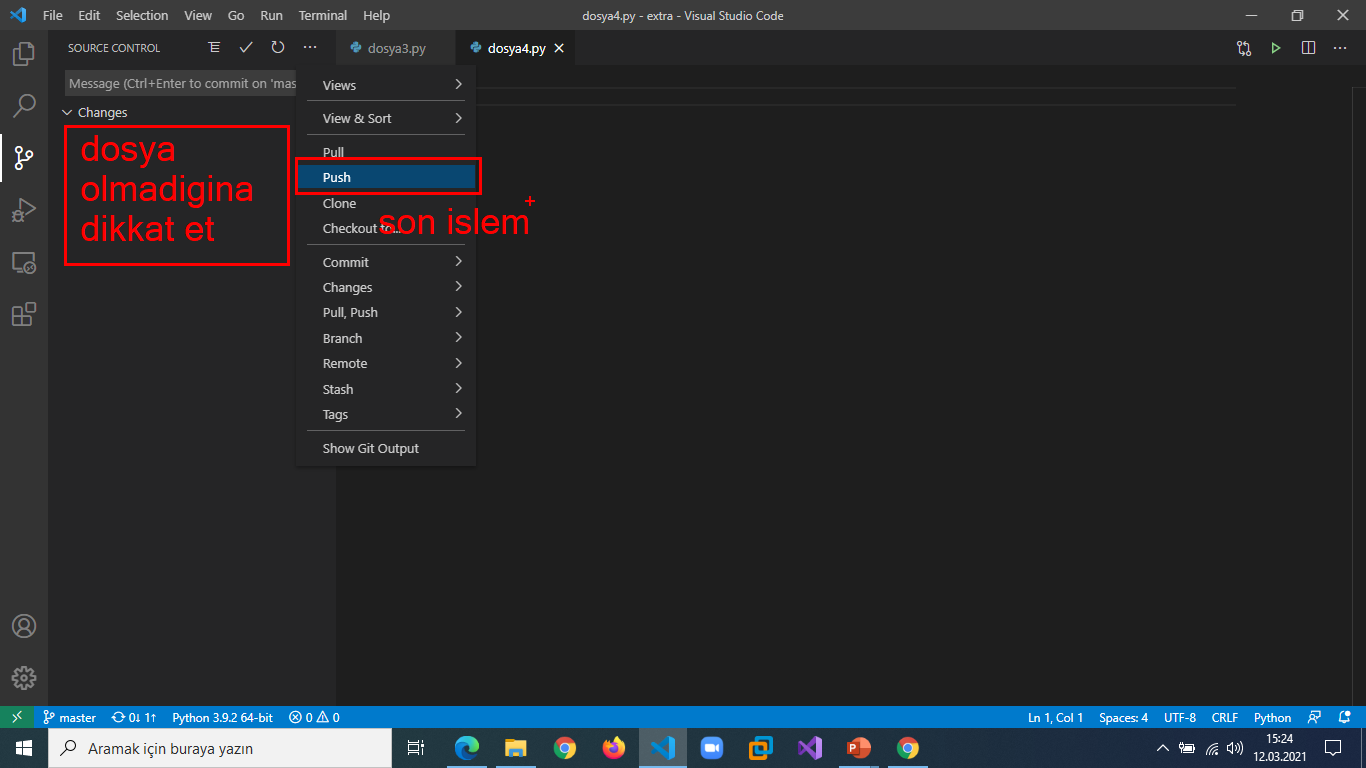 File Edit Selection View Go Run Terminal Help
dosya4.py - extra - Visual Studio Code
SOURCE CONTROL
dosya3.py
dosya4.py
Message (Ctrl+Enter to commit on 'mas
Changes
dosya
olmadigina
dikkat et
Views
View & Sort
Pull
Push
Clone
Checkout to...
son islem
Commit
Changes
Pull, Push
Branch
Remote
Stash
Tags
Show Git Output
master 0↓ 1↑ Python 3.9.2 64-bit 0 0
Ln 1, Col 1 Spaces: 4 UTF-8 CRLF Python
Aramak için buraya yazın
15:24
12.03.2021